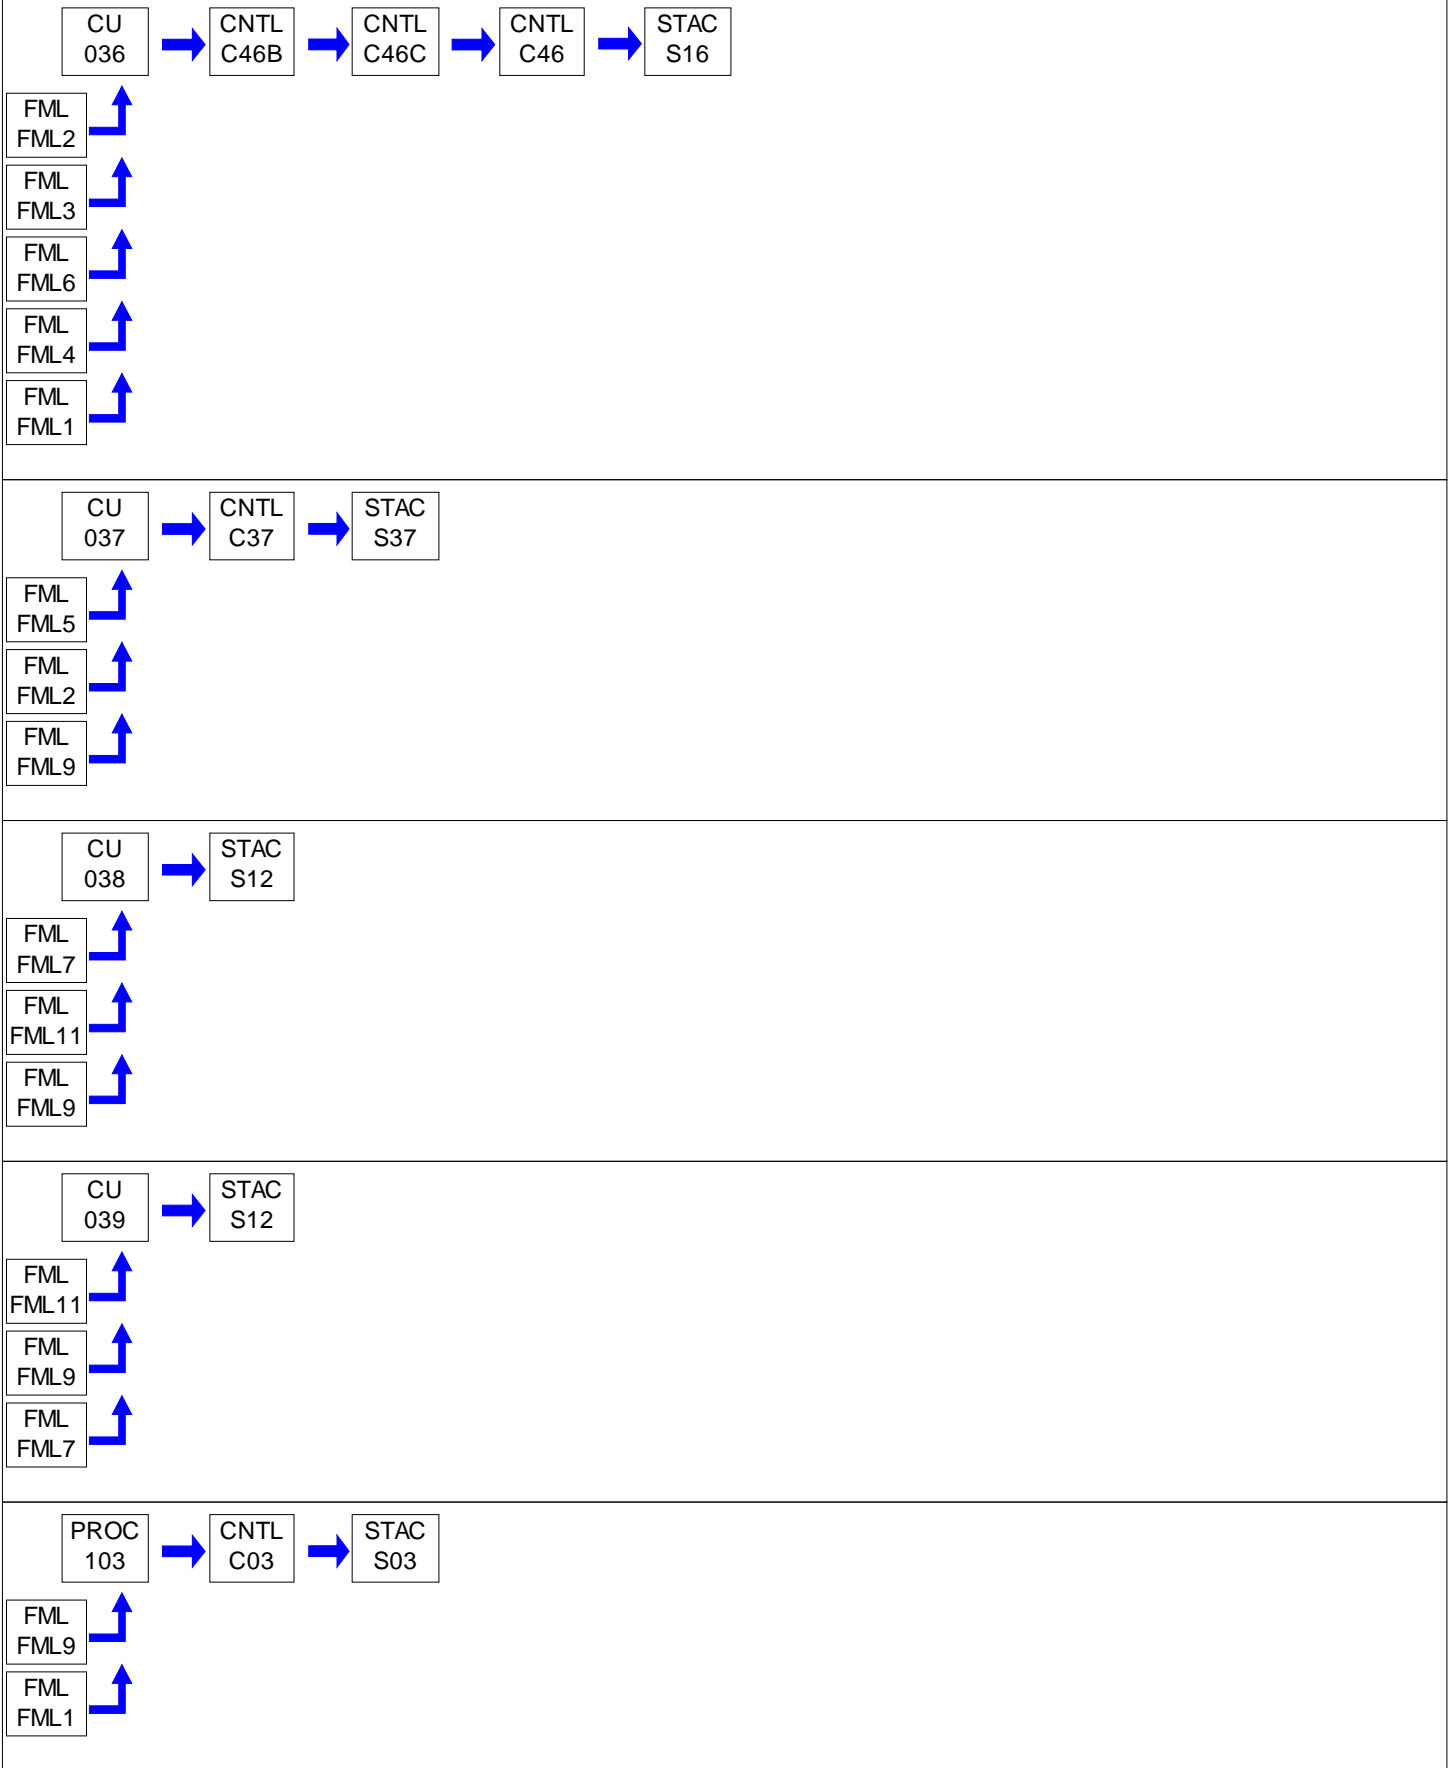 CU
036
CNTL
C46B
CNTL
C46C
CNTL
C46
STAC
S16
FML
FML2
FML
FML3
FML
FML6
FML
FML4
FML
FML1
CU
037
CNTL
C37
STAC
S37
FML
FML5
FML
FML2
FML
FML9
CU
038
STAC
S12
FML
FML7
FML
FML11
FML
FML9
CU
039
STAC
S12
FML
FML11
FML
FML9
FML
FML7
PROC
103
CNTL
C03
STAC
S03
FML
FML9
FML
FML1